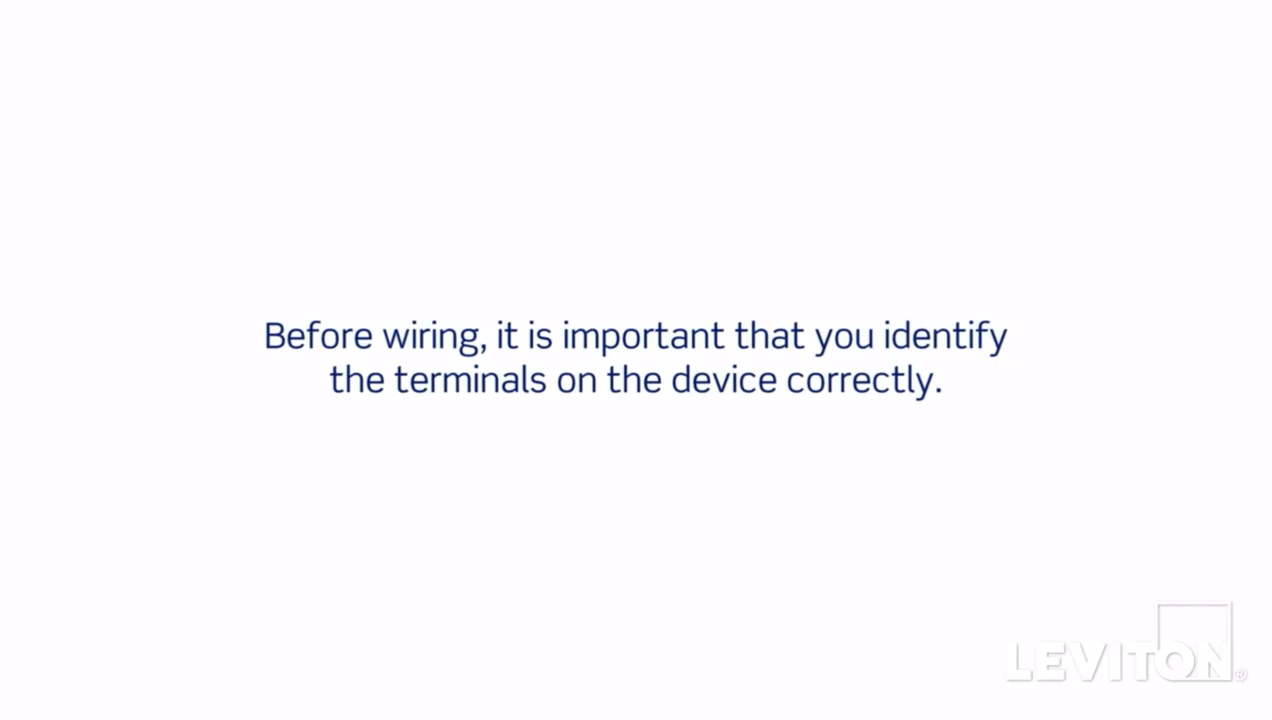 Before wiring, it is important that you identify
the terminals on the device correctly.
LEVITON®